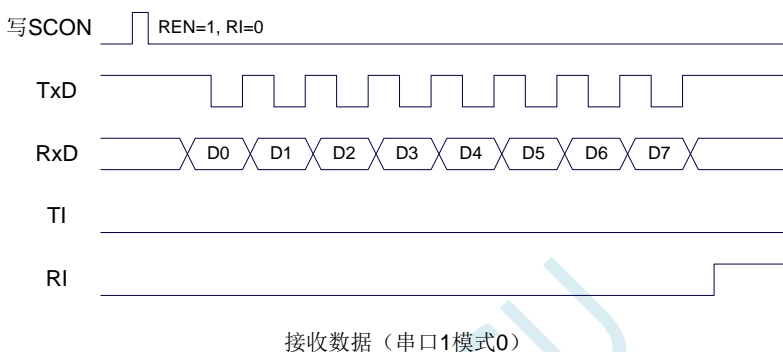 写SCON REN=1, RI=0
TxD
RxD D0 D1 D2 D3 D4 D5 D6 D7
TI
RI
接收数据（串口1模式0）